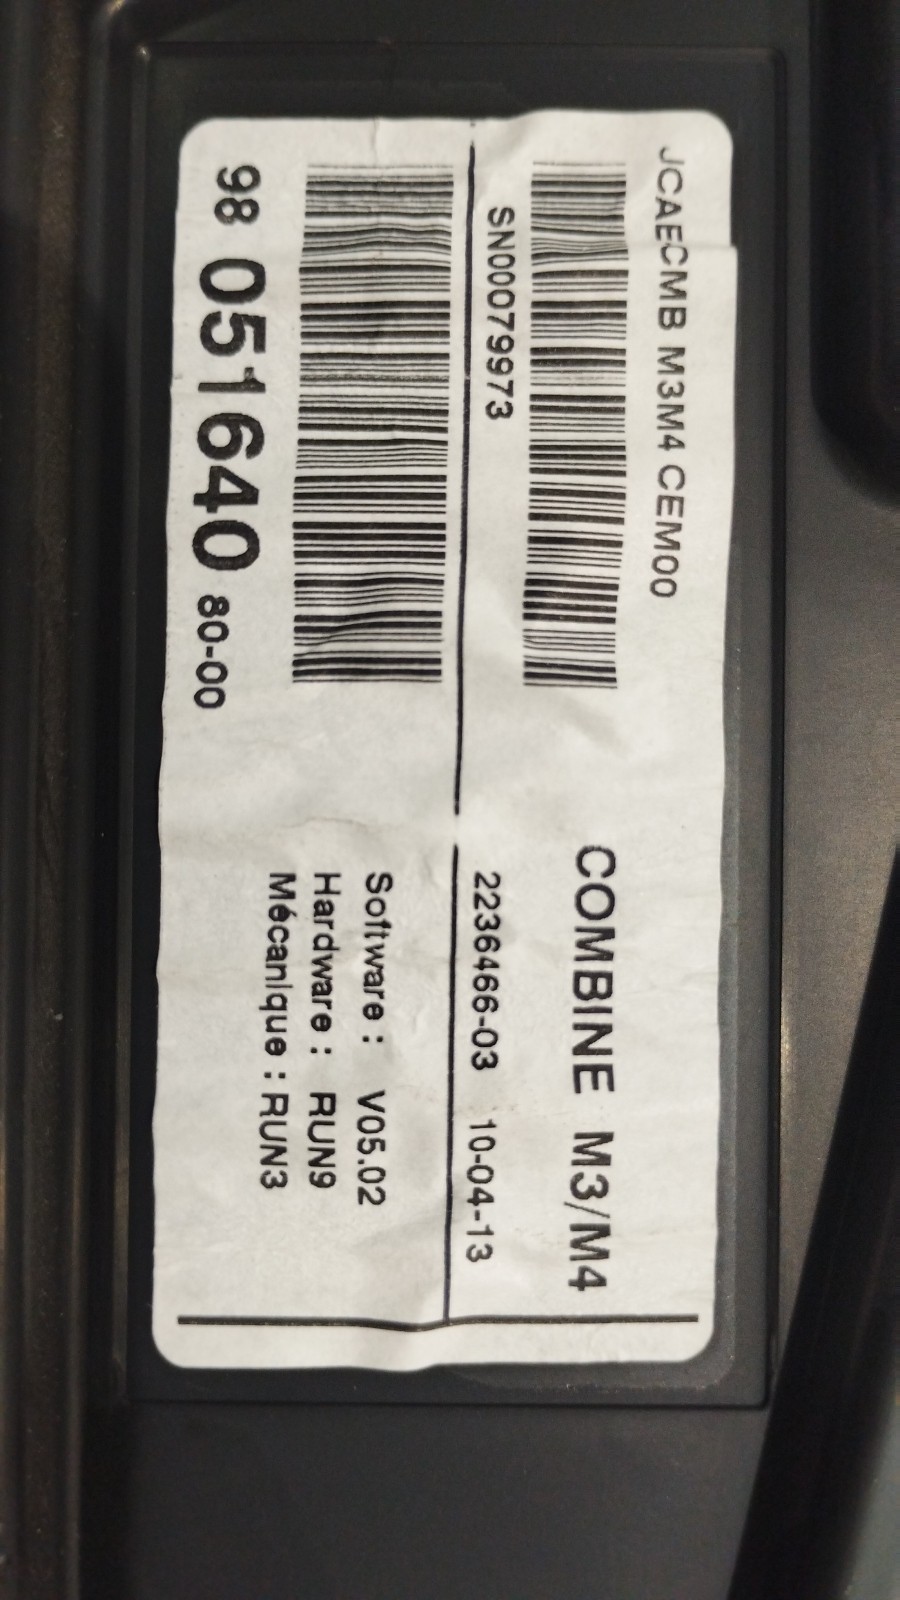 JCAECMB M3M4 CEM00
COMBINE M3/M4
SN00079973
2236466-03 10-04-13
Software : V05.02
Hardware : RUN9
Mécanique : RUN3
98 051640 80-00